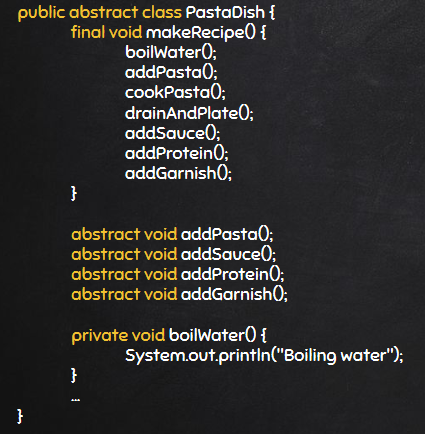 public abstract class PastaDish {
final void makeRecipe() {
boilWater();
addPasta();
cookPasta();
drainAndPlate();
addSauce();
addProtein();
addGarnish();
}
abstract void addPasta();
abstract void addSauce();
abstract void addProtein();
abstract void addGarnish();
private void boilWater() {
System.out.println("Boiling water");
}
...
}